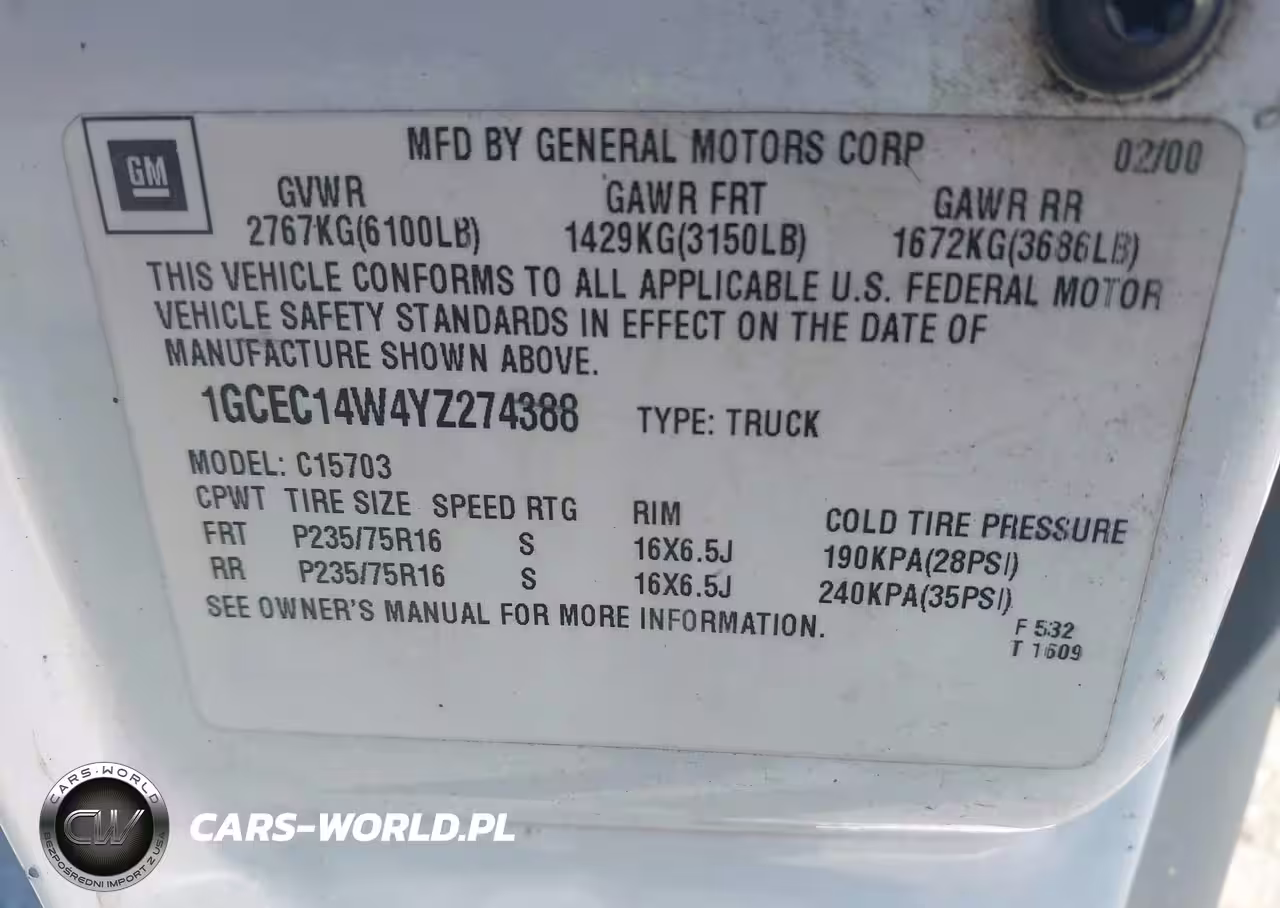 GM
MFD BY GENERAL MOTORS CORP 02/00
GVWR GAWR FRT GAWR RR
2767KG(6100LB) 1429KG(3150LB) 1672KG(3686LB)
THIS VEHICLE CONFORMS TO ALL APPLICABLE U.S. FEDERAL MOTOR
VEHICLE SAFETY STANDARDS IN EFFECT ON THE DATE OF
MANUFACTURE SHOWN ABOVE.
1GCEC14W4YZ274388 TYPE: TRUCK
MODEL: C15703
CPWT TIRE SIZE SPEED RTG RIM COLD TIRE PRESSURE
FRT P235/75R16 S 16X6.5J 190KPA(28PSI)
RR P235/75R16 S 16X6.5J 240KPA(35PSI)
SEE OWNER'S MANUAL FOR MORE INFORMATION.
F 532
T 1609
CARS-WORLD
CW
BEZPOŚREDNI IMPORT Z USA
CARS-WORLD.PL